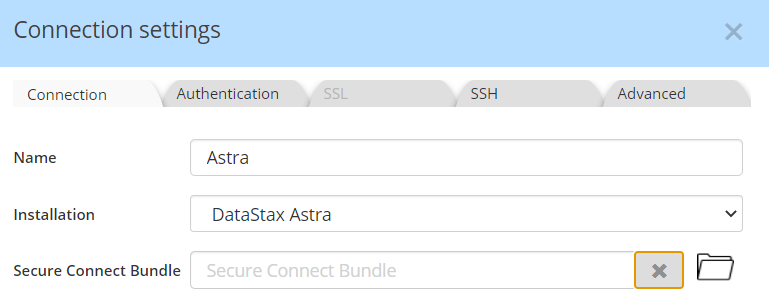 Connection settings
Connection Authentication SSL SSH Advanced
Name Astra
Installation DataStax Astra
Secure Connect Bundle Secure Connect Bundle